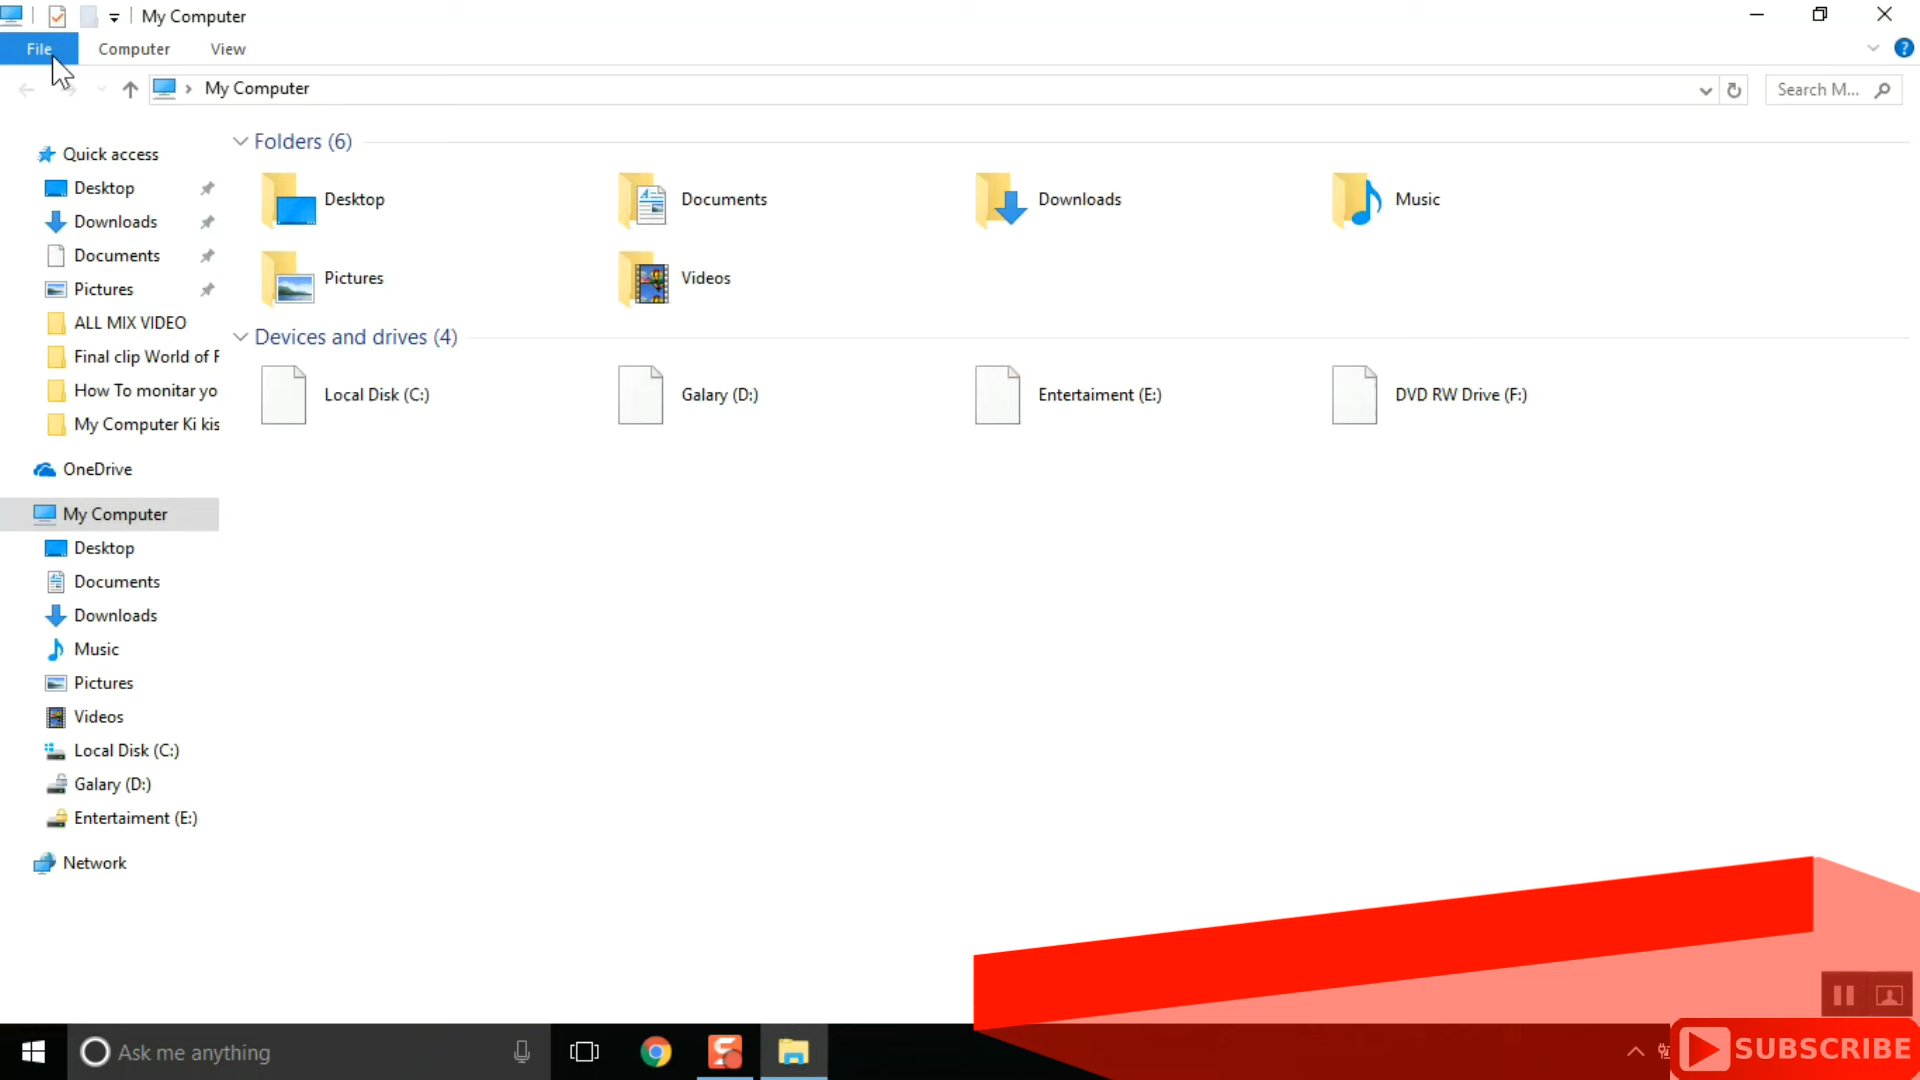 My Computer
File Computer View
My Computer
Search M...
Quick access
Desktop
Downloads
Documents
Pictures
ALL MIX VIDEO
Final clip World of F
How To monitar yo
My Computer Ki kis
OneDrive
My Computer
Desktop
Documents
Downloads
Music
Pictures
Videos
Local Disk (C:)
Galary (D:)
Entertaiment (E:)
Network
Folders (6)
Desktop
Documents
Downloads
Music
Pictures
Videos
Devices and drives (4)
Local Disk (C:)
Galary (D:)
Entertaiment (E:)
DVD RW Drive (F:)
Ask me anything
SUBSCRIBE